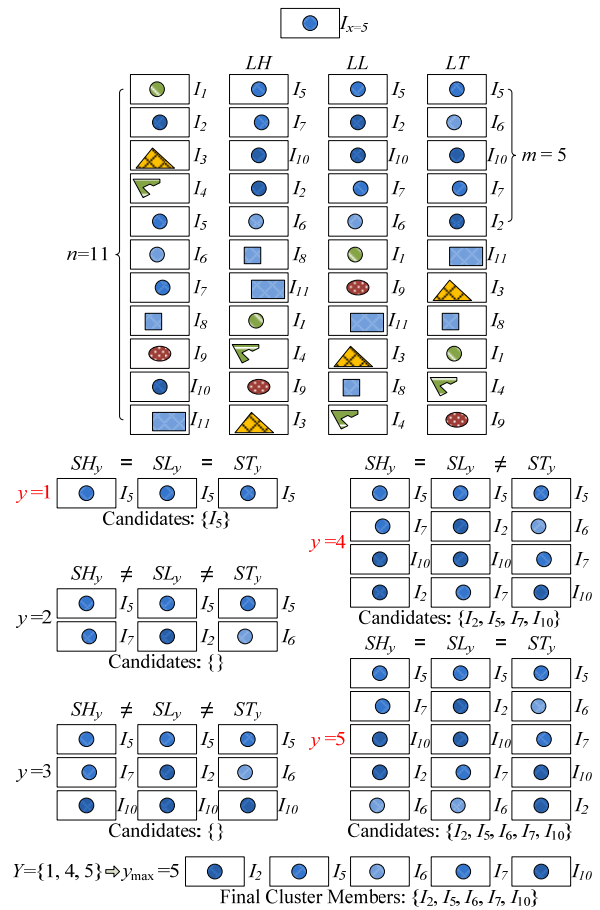 I_{x=5}
LH LL LT
I_1 I_5 I_5 I_5
I_2 I_7 I_2 I_6
I_3 I_10 I_10 I_10 m = 5
I_4 I_2 I_7 I_7
I_5 I_6 I_6 I_2
I_6 I_8 I_1 I_11
n=11
I_7 I_11 I_9 I_3
I_8 I_1 I_11 I_8
I_9 I_4 I_3 I_1
I_10 I_9 I_8 I_4
I_11 I_3 I_4 I_9
SH_y = SL_y = ST_y
y=1 I_5 I_5 I_5
Candidates: {I_5}
SH_y ≠ SL_y ≠ ST_y
I_5 I_5 I_5
y=2
I_7 I_2 I_6
Candidates: {}
SH_y ≠ SL_y ≠ ST_y
I_5 I_5 I_5
y=3 I_7 I_2 I_6
I_10 I_10 I_10
Candidates: {}
SH_y = SL_y ≠ ST_y
I_5 I_5 I_5
I_7 I_2 I_6
y=4
I_10 I_10 I_7
I_2 I_7 I_10
Candidates: {I_2, I_5, I_7, I_10}
SH_y = SL_y = ST_y
I_5 I_5 I_5
I_7 I_2 I_6
y=5 I_10 I_10 I_7
I_2 I_7 I_10
I_6 I_6 I_2
Candidates: {I_2, I_5, I_6, I_7, I_10}
Y={1, 4, 5}⇨y_max=5 I_2 I_5 I_6 I_7 I_10
Final Cluster Members: {I_2, I_5, I_6, I_7, I_10}